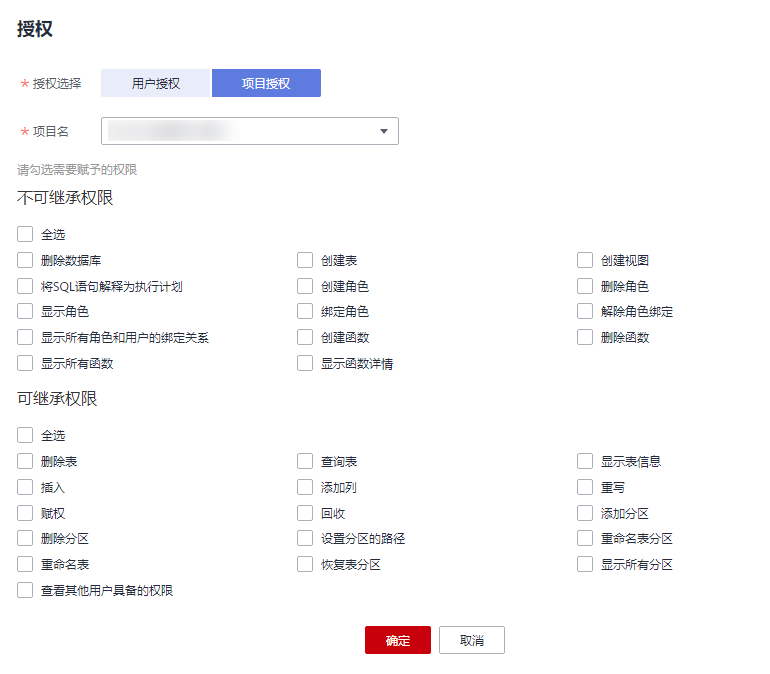 授权
* 授权选择 用户授权 项目授权
* 项目名
请勾选需要赋予的权限
不可继承权限
全选
删除数据库 创建表 创建视图
将SQL语句解释为执行计划 创建角色 删除角色
显示角色 绑定角色 解除角色绑定
显示所有角色和用户的绑定关系 创建函数 删除函数
显示所有函数 显示函数详情
可继承权限
全选
删除表 查询表 显示表信息
插入 添加列 重写
赋权 回收 添加分区
删除分区 设置分区的路径 重命名表分区
重命名表 恢复表分区 显示所有分区
查看其他用户具备的权限
确定 取消